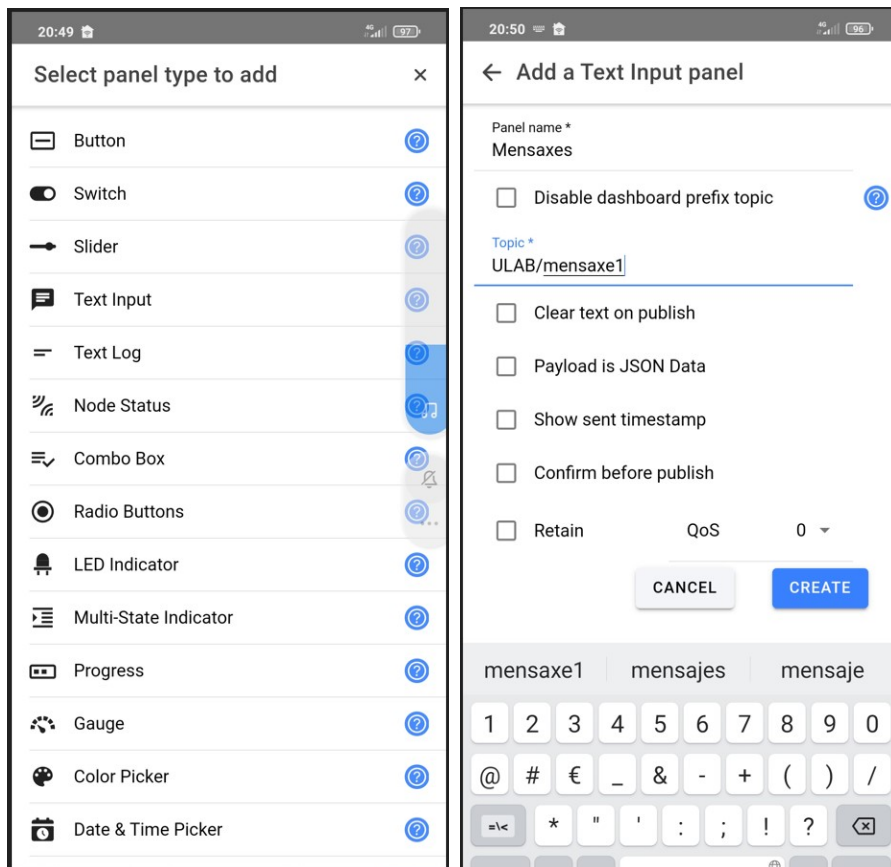 20:49
4G
97
Select panel type to add
Button
Switch
Slider
Text Input
Text Log
Node Status
Combo Box
Radio Buttons
LED Indicator
Multi-State Indicator
Progress
Gauge
Color Picker
Date & Time Picker
20:50
4G
96
Add a Text Input panel
Panel name *
Mensaxes
Disable dashboard prefix topic
Topic *
ULAB/mensaxe1
Clear text on publish
Payload is JSON Data
Show sent timestamp
Confirm before publish
Retain QoS 0
CANCEL CREATE
mensaxe1 mensajes mensaje
1 2 3 4 5 6 7 8 9 0
@ # € _ & - + ( ) /
=\< * " ' : ; ! ?